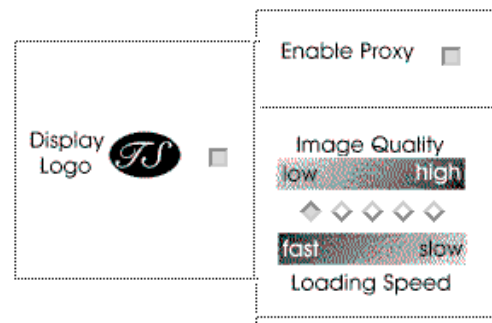 Enable Proxy
Display
Logo
TS
Image Quality
low high
fast slow
Loading Speed